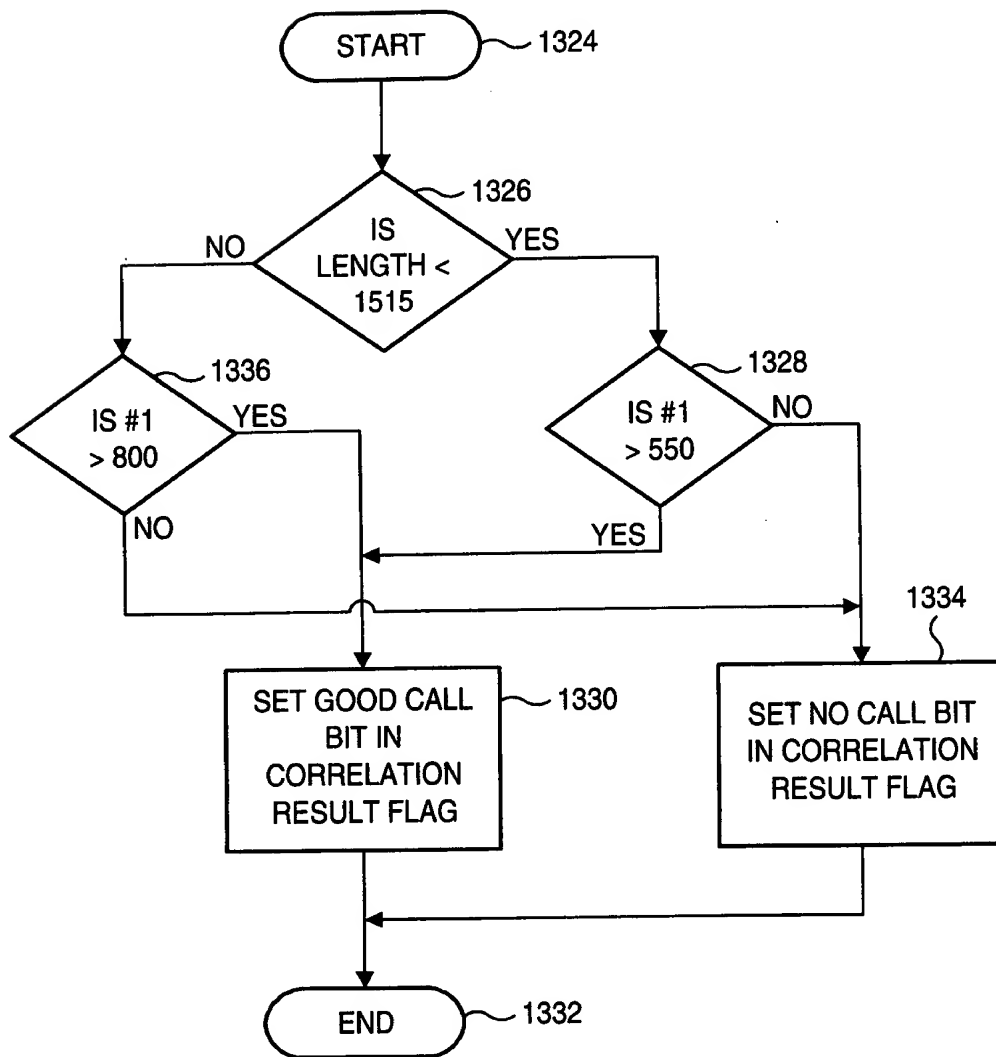 START
1324
1326
IS
LENGTH <
1515
NO
YES
1336
IS #1
> 800
YES
NO
1328
IS #1
> 550
NO
YES
1334
SET GOOD CALL
BIT IN
CORRELATION
RESULT FLAG
1330
SET NO CALL BIT
IN CORRELATION
RESULT FLAG
END
1332